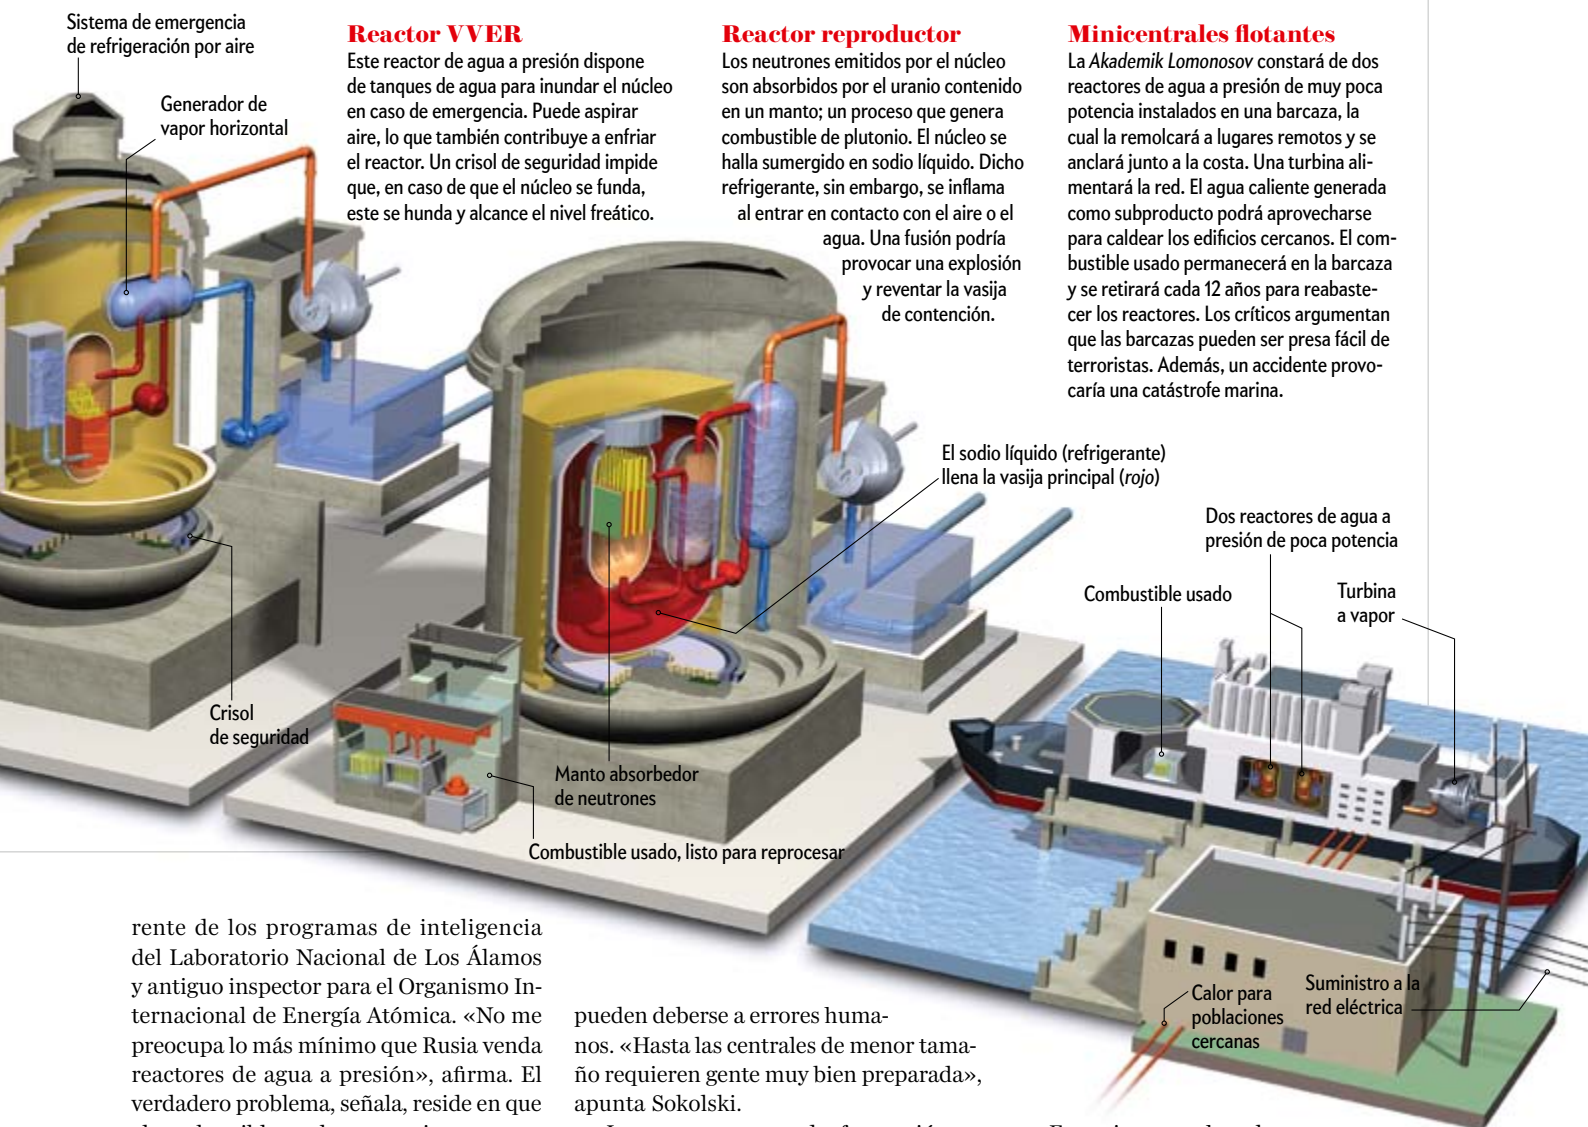 Sistema de emergencia
de refrigeración por aire
Generador de
vapor horizontal
Reactor VVER
Este reactor de agua a presión dispone
de tanques de agua para inundar el núcleo
en caso de emergencia. Puede aspirar
aire, lo que también contribuye a enfriar
el reactor. Un crisol de seguridad impide
que, en caso de que el núcleo se funda,
este se hunda y alcance el nivel freático.
Reactor reproductor
Los neutrones emitidos por el núcleo
son absorbidos por el uranio contenido
en un manto; un proceso que genera
combustible de plutonio. El núcleo se
halla sumergido en sodio líquido. Dicho
refrigerante, sin embargo, se inflama
al entrar en contacto con el aire o el
agua. Una fusión podría
provocar una explosión
y reventar la vasija
de contención.
Minicentrales flotantes
La Akademik Lomonosov constará de dos
reactores de agua a presión de muy poca
potencia instalados en una barcaza, la
cual la remolcará a lugares remotos y se
anclará junto a la costa. Una turbina ali-
mentará la red. El agua caliente generada
como subproducto podrá aprovecharse
para caldear los edificios cercanos. El com-
bustible usado permanecerá en la barcaza
y se retirará cada 12 años para reabaste-
cer los reactores. Los críticos argumentan
que las barcazas pueden ser presa fácil de
terroristas. Además, un accidente provo-
caría una catástrofe marina.
El sodio líquido (refrigerante)
llena la vasija principal (rojo)
Dos reactores de agua a
presión de poca potencia
Combustible usado
Turbina
a vapor
Crisol
de seguridad
Manto absorbedor
de neutrones
Combustible usado, listo para reprocesar
Calor para
poblaciones
cercanas
Suministro a la
red eléctrica
rente de los programas de inteligencia
del Laboratorio Nacional de Los Álamos
y antiguo inspector para el Organismo In-
ternacional de Energía Atómica. «No me
preocupa lo más mínimo que Rusia venda
reactores de agua a presión», afirma. El
verdadero problema, señala, reside en que
pueden deberse a errores huma-
nos. «Hasta las centrales de menor tama-
ño requieren gente muy bien preparada»,
apunta Sokolski.